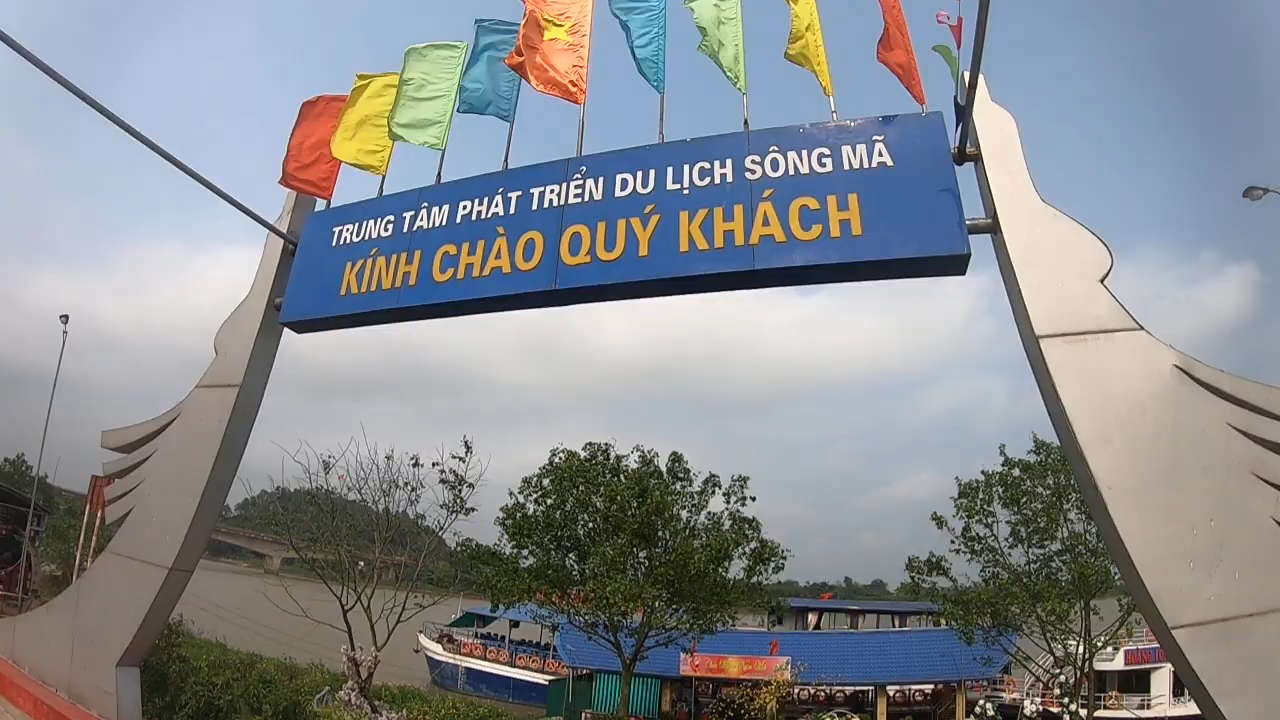 TRUNG TÂM PHÁT TRIỂN DU LỊCH SÔNG MÃ
KÍNH CHÀO QUÝ KHÁCH